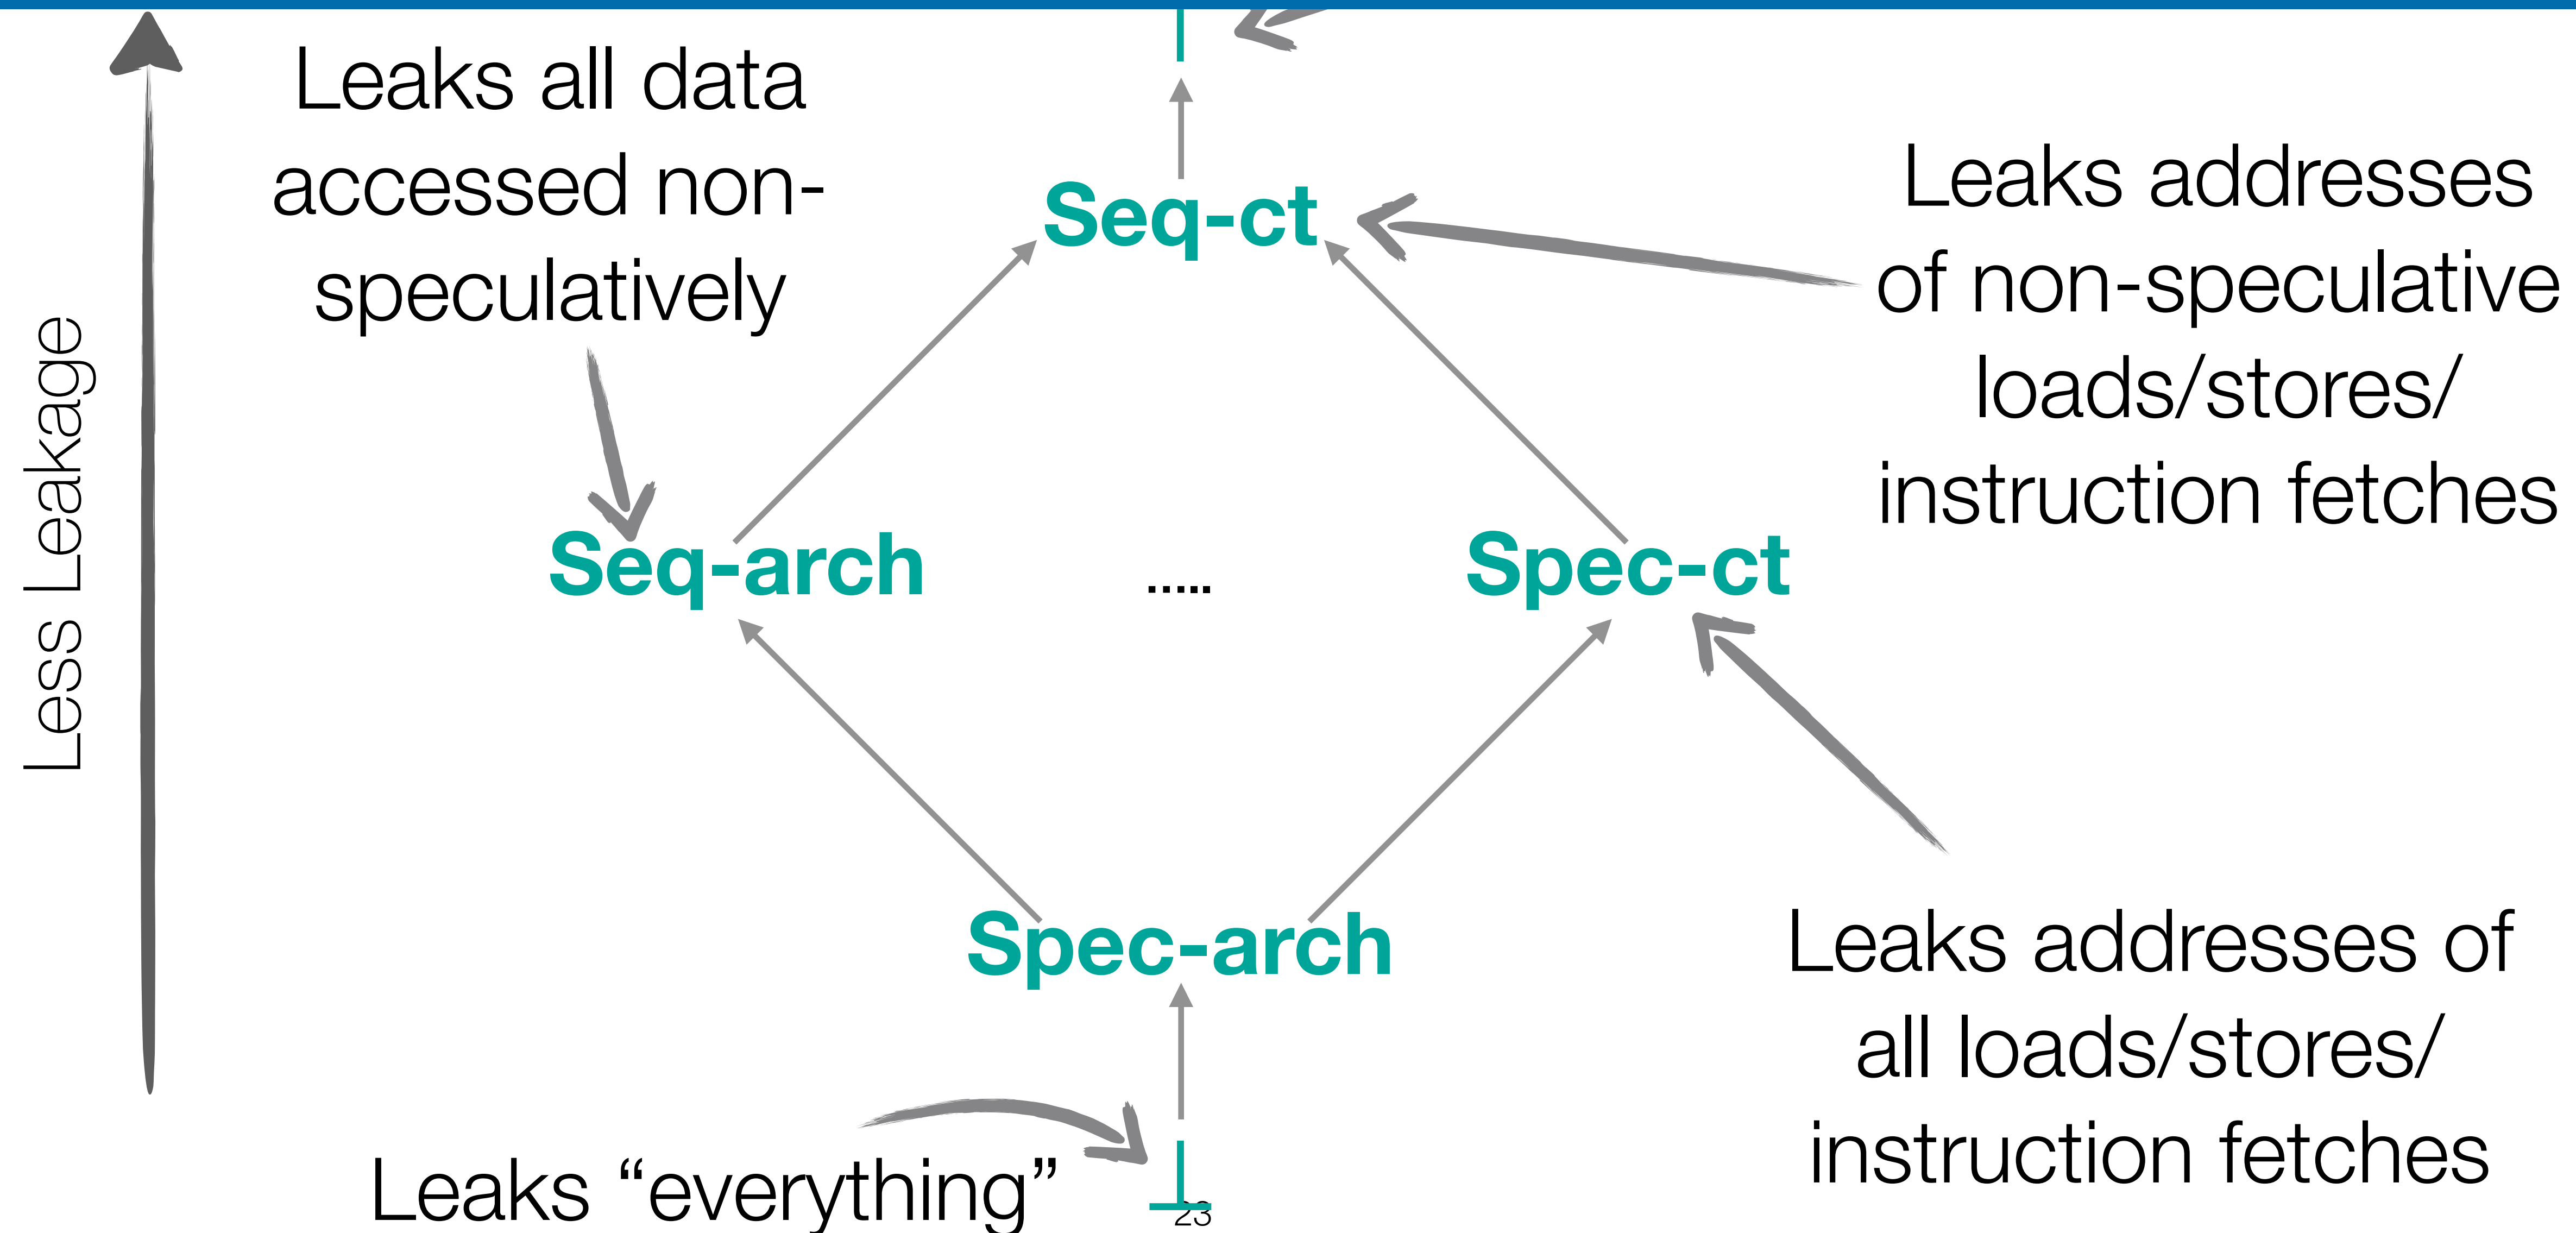 Leaks all data
accessed non-
speculatively
Seq-ct
Leaks addresses
of non-speculative
loads/stores/
instruction fetches
Less Leakage
Seq-arch
.....
Spec-ct
Spec-arch
Leaks addresses of
all loads/stores/
instruction fetches
Leaks “everything”
⊥
23